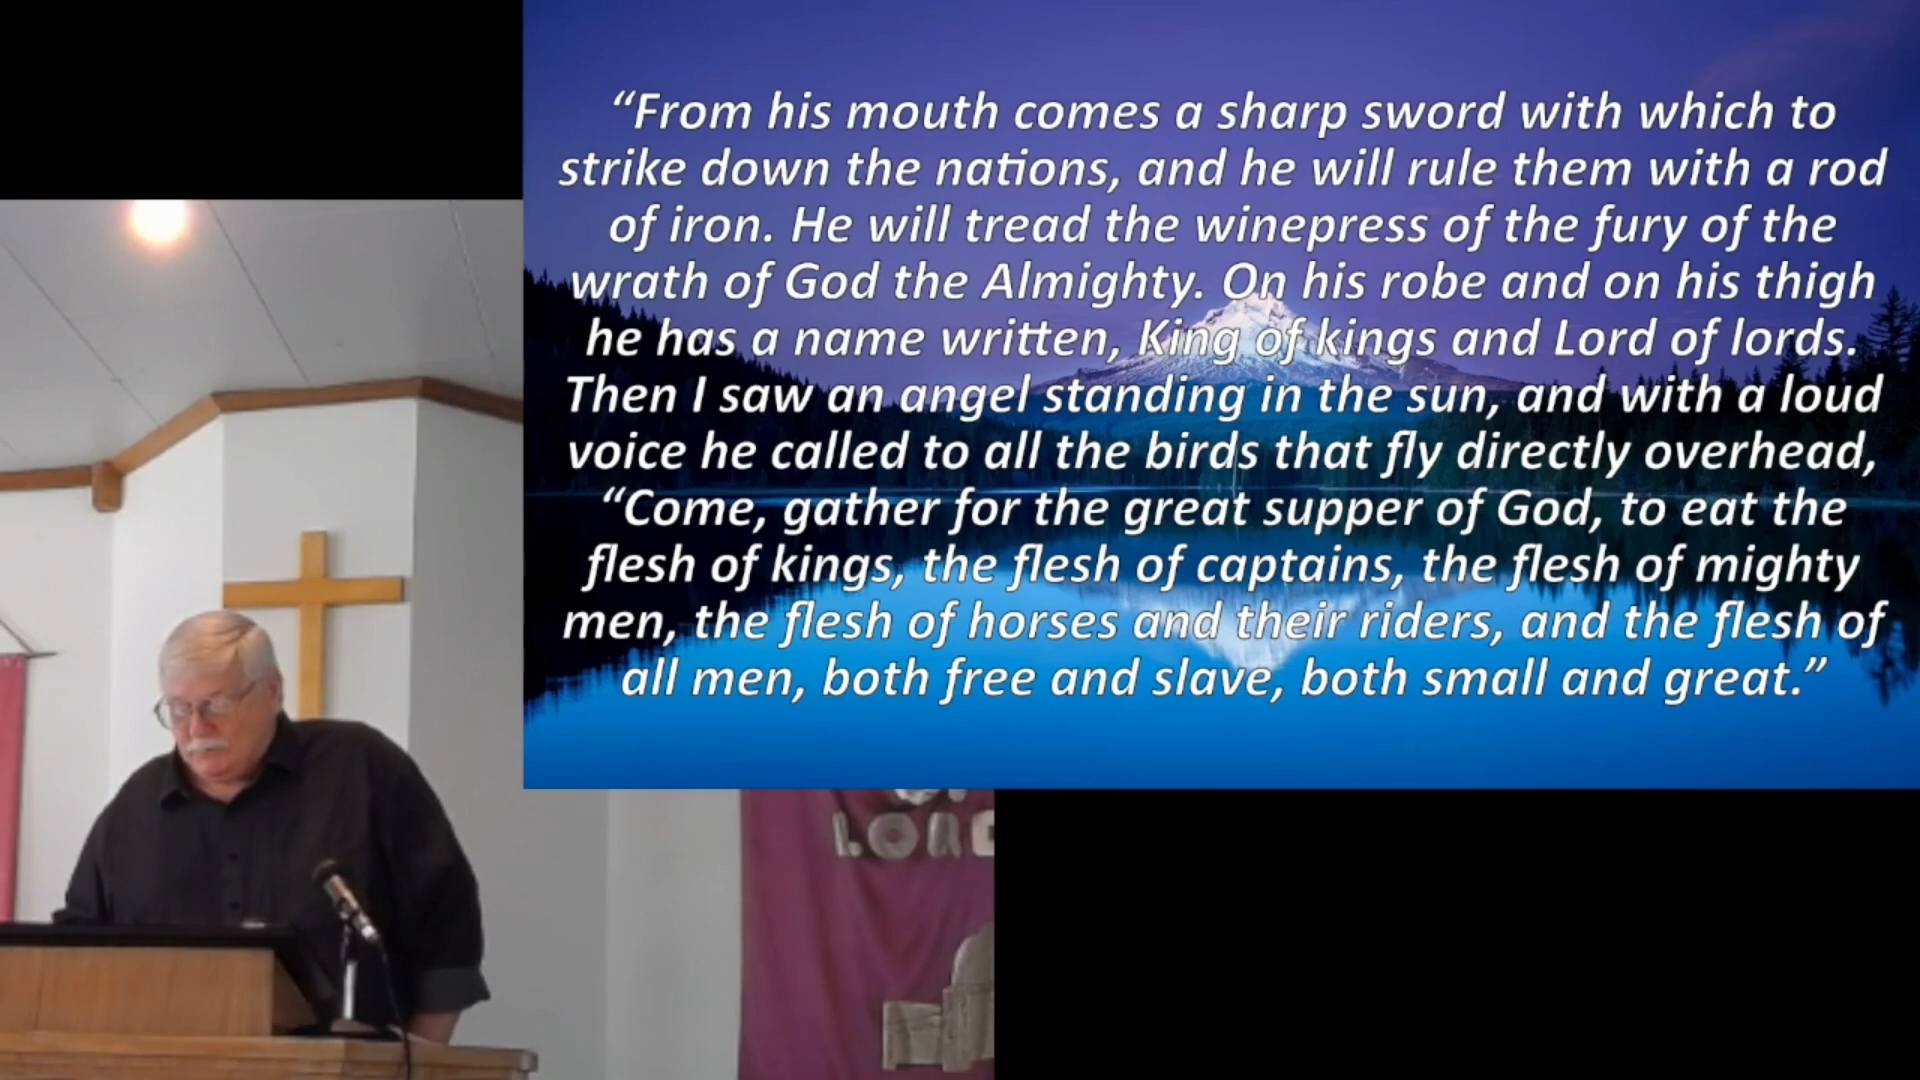 “From his mouth comes a sharp sword with which to
strike down the nations, and he will rule them with a rod
of iron. He will tread the winepress of the fury of the
wrath of God the Almighty. On his robe and on his thigh
he has a name written, King of kings and Lord of lords.
Then I saw an angel standing in the sun, and with a loud
voice he called to all the birds that fly directly overhead,
“Come, gather for the great supper of God, to eat the
flesh of kings, the flesh of captains, the flesh of mighty
men, the flesh of horses and their riders, and the flesh of
all men, both free and slave, both small and great.”
LORD